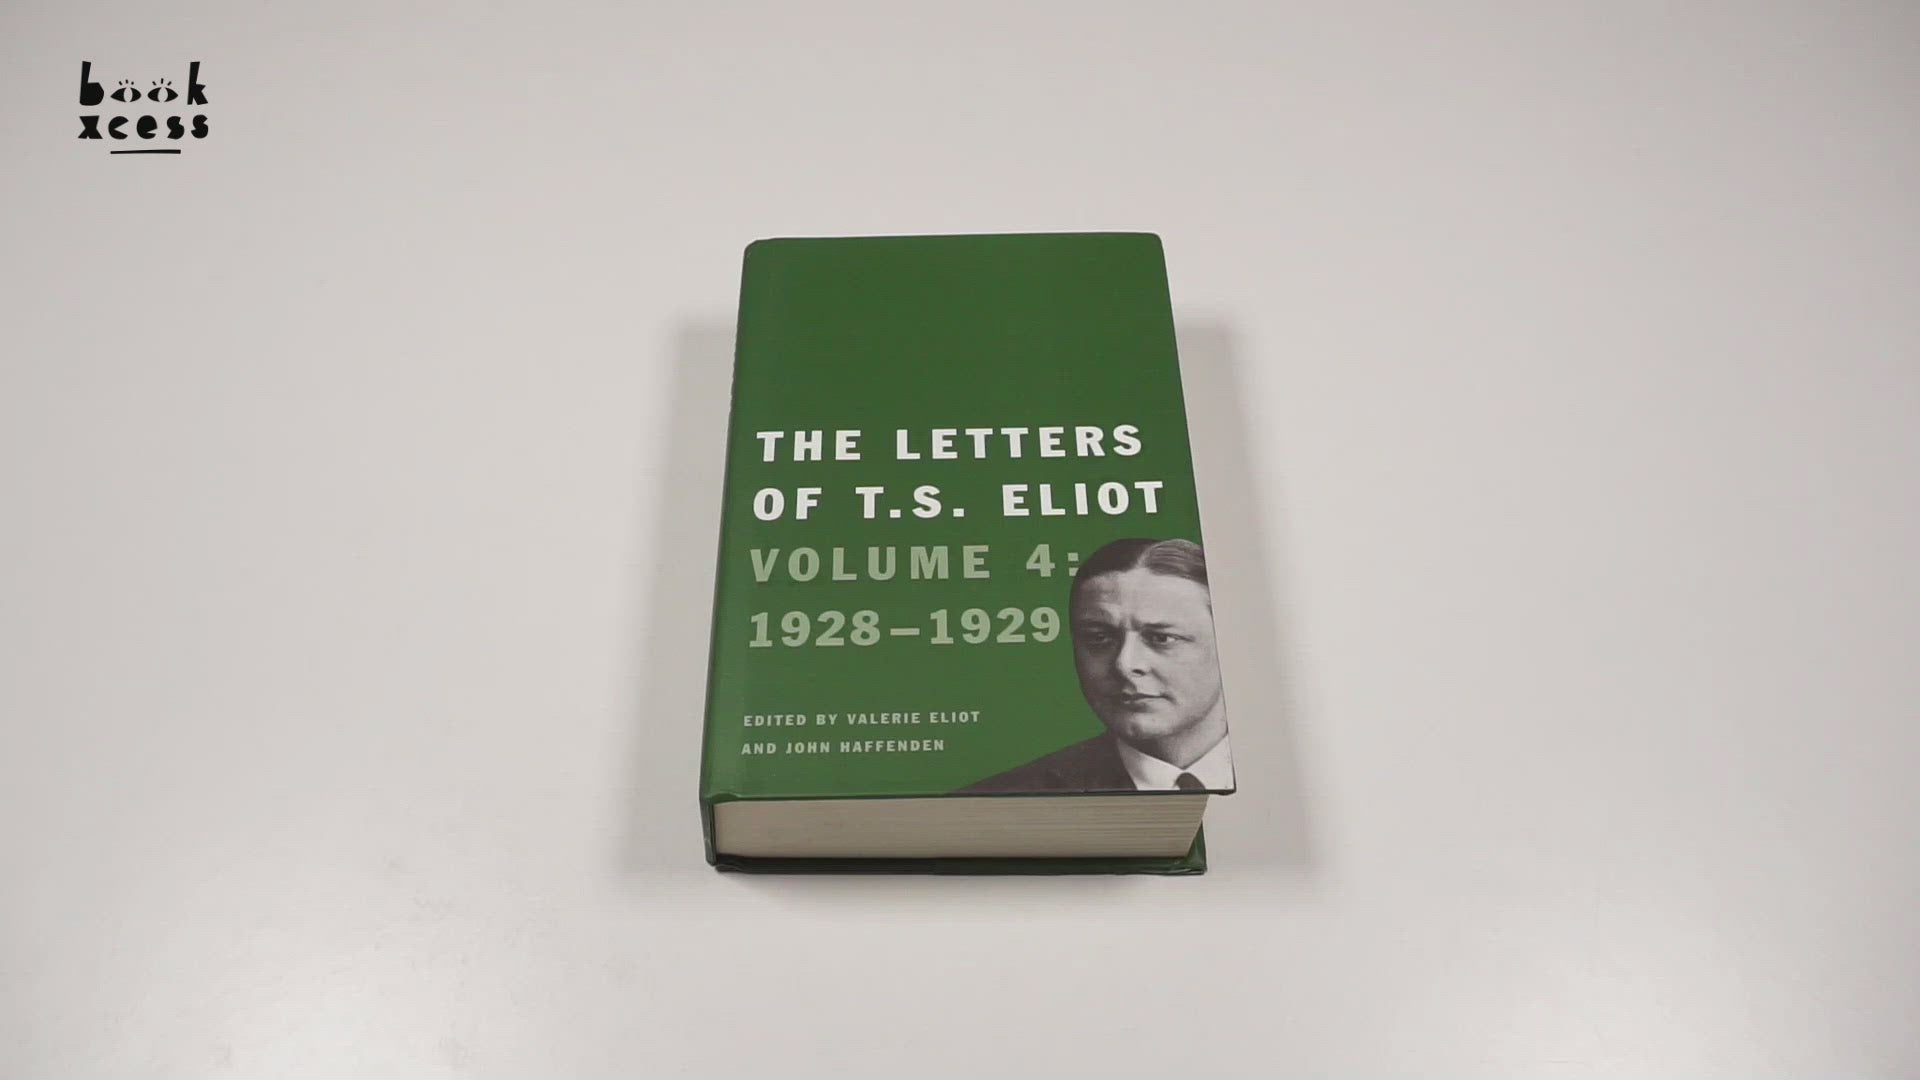 book
xcess
THE LETTERS
OF T.S. ELIOT
VOLUME 4:
1928–1929
EDITED BY VALERIE ELIOT
AND JOHN HAFFENDEN